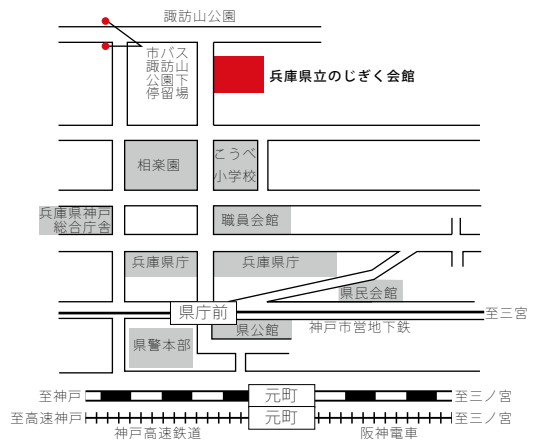 諏訪山公園
市バス
諏訪山
公園下
停留場
兵庫県立のじぎく会館
相楽園
こうべ
小学校
兵庫県神戸
総合庁舎
職員会館
兵庫県庁
兵庫県庁
県民会館
県庁前
至三宮
県公館
神戸市営地下鉄
県警本部
至神戸
元町
至三ノ宮
至高速神戸
元町
至三ノ宮
神戸高速鉄道
阪神電車